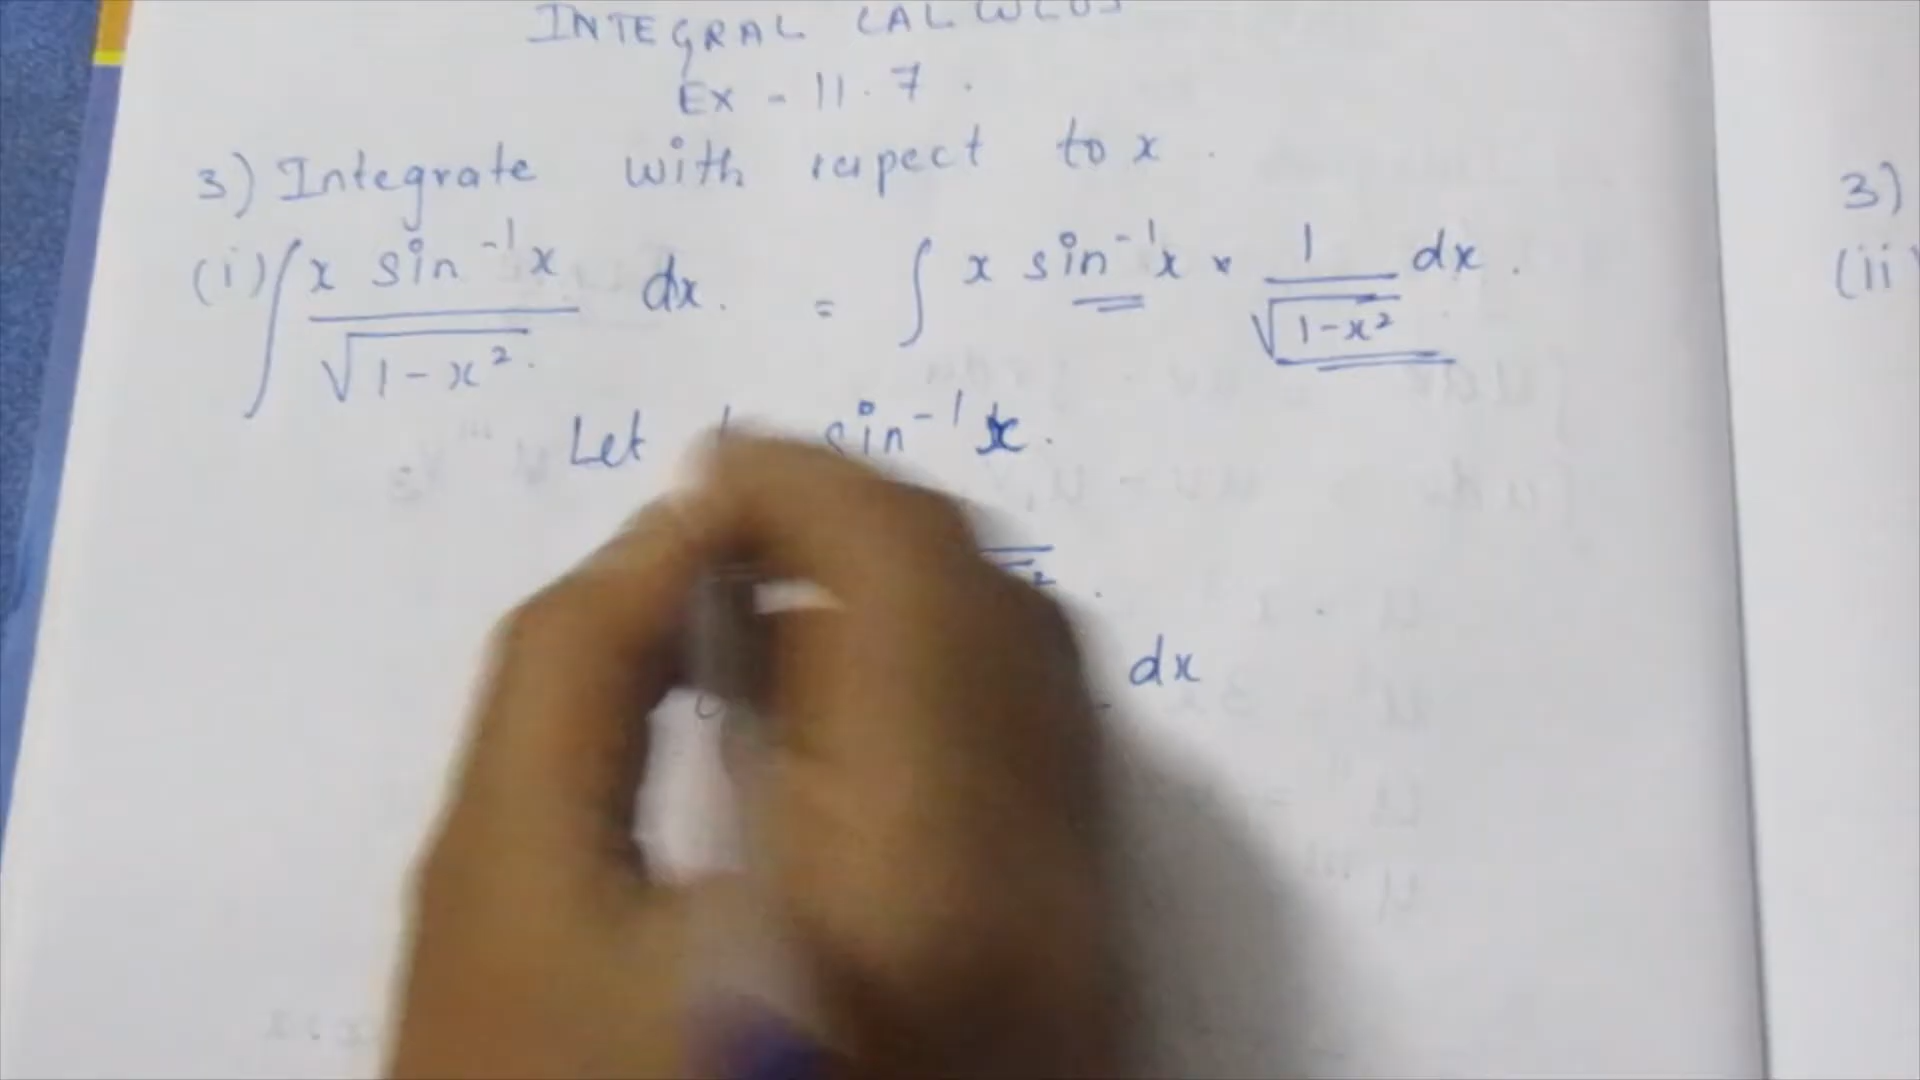 INTEGRAL CALCULUS
Ex - 11.7.
3) Integrate with repect to x.
(i) ∫ x sin⁻¹x / √(1-x²) dx. = ∫ x sin⁻¹x × 1/√(1-x²) dx.
Let sin⁻¹x.
dx
3)
(ii